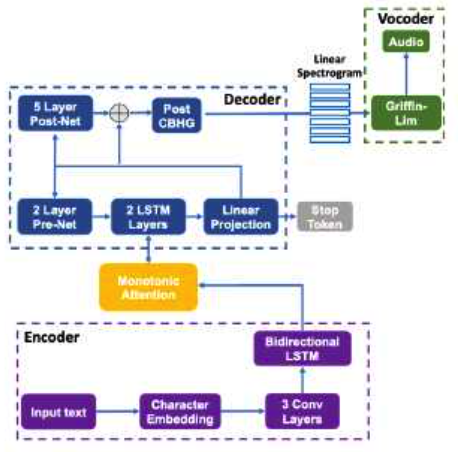 Vocoder
Audio
Griffin-
Lim
Linear
Spectrogram
Decoder
5 Layer
Post-Net
Post
CBHG
2 Layer
Pre-Net
2 LSTM
Layers
Linear
Projection
Stop
Token
Monotonic
Attention
Encoder
Bidirectional
LSTM
Input text
Character
Embedding
3 Conv
Layers